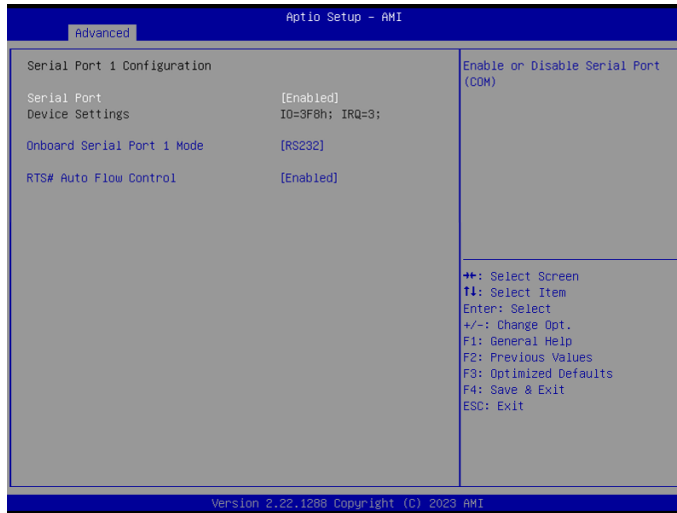 Aptio Setup – AMI
Advanced
Serial Port 1 Configuration
Serial Port [Enabled]
Device Settings IO=3F8h; IRQ=3;
Onboard Serial Port 1 Mode [RS232]
RTS# Auto Flow Control [Enabled]
Enable or Disable Serial Port
(COM)
→←: Select Screen
↑↓: Select Item
Enter: Select
+/-: Change Opt.
F1: General Help
F2: Previous Values
F3: Optimized Defaults
F4: Save & Exit
ESC: Exit
Version 2.22.1288 Copyright (C) 2023 AMI